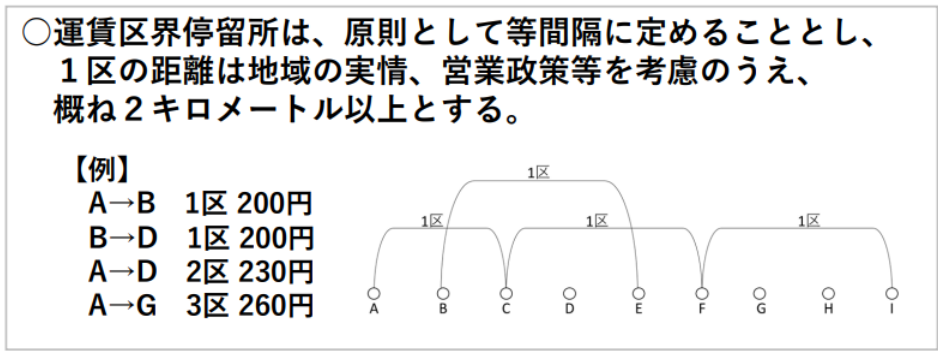 ○運賃区界停留所は、原則として等間隔に定めることとし、
１区の距離は地域の実情、営業政策等を考慮のうえ、
概ね２キロメートル以上とする。
【例】
A→B 1区 200円
B→D 1区 200円
A→D 2区 230円
A→G 3区 260円
1区
1区 1区 1区
A B C D E F G H I